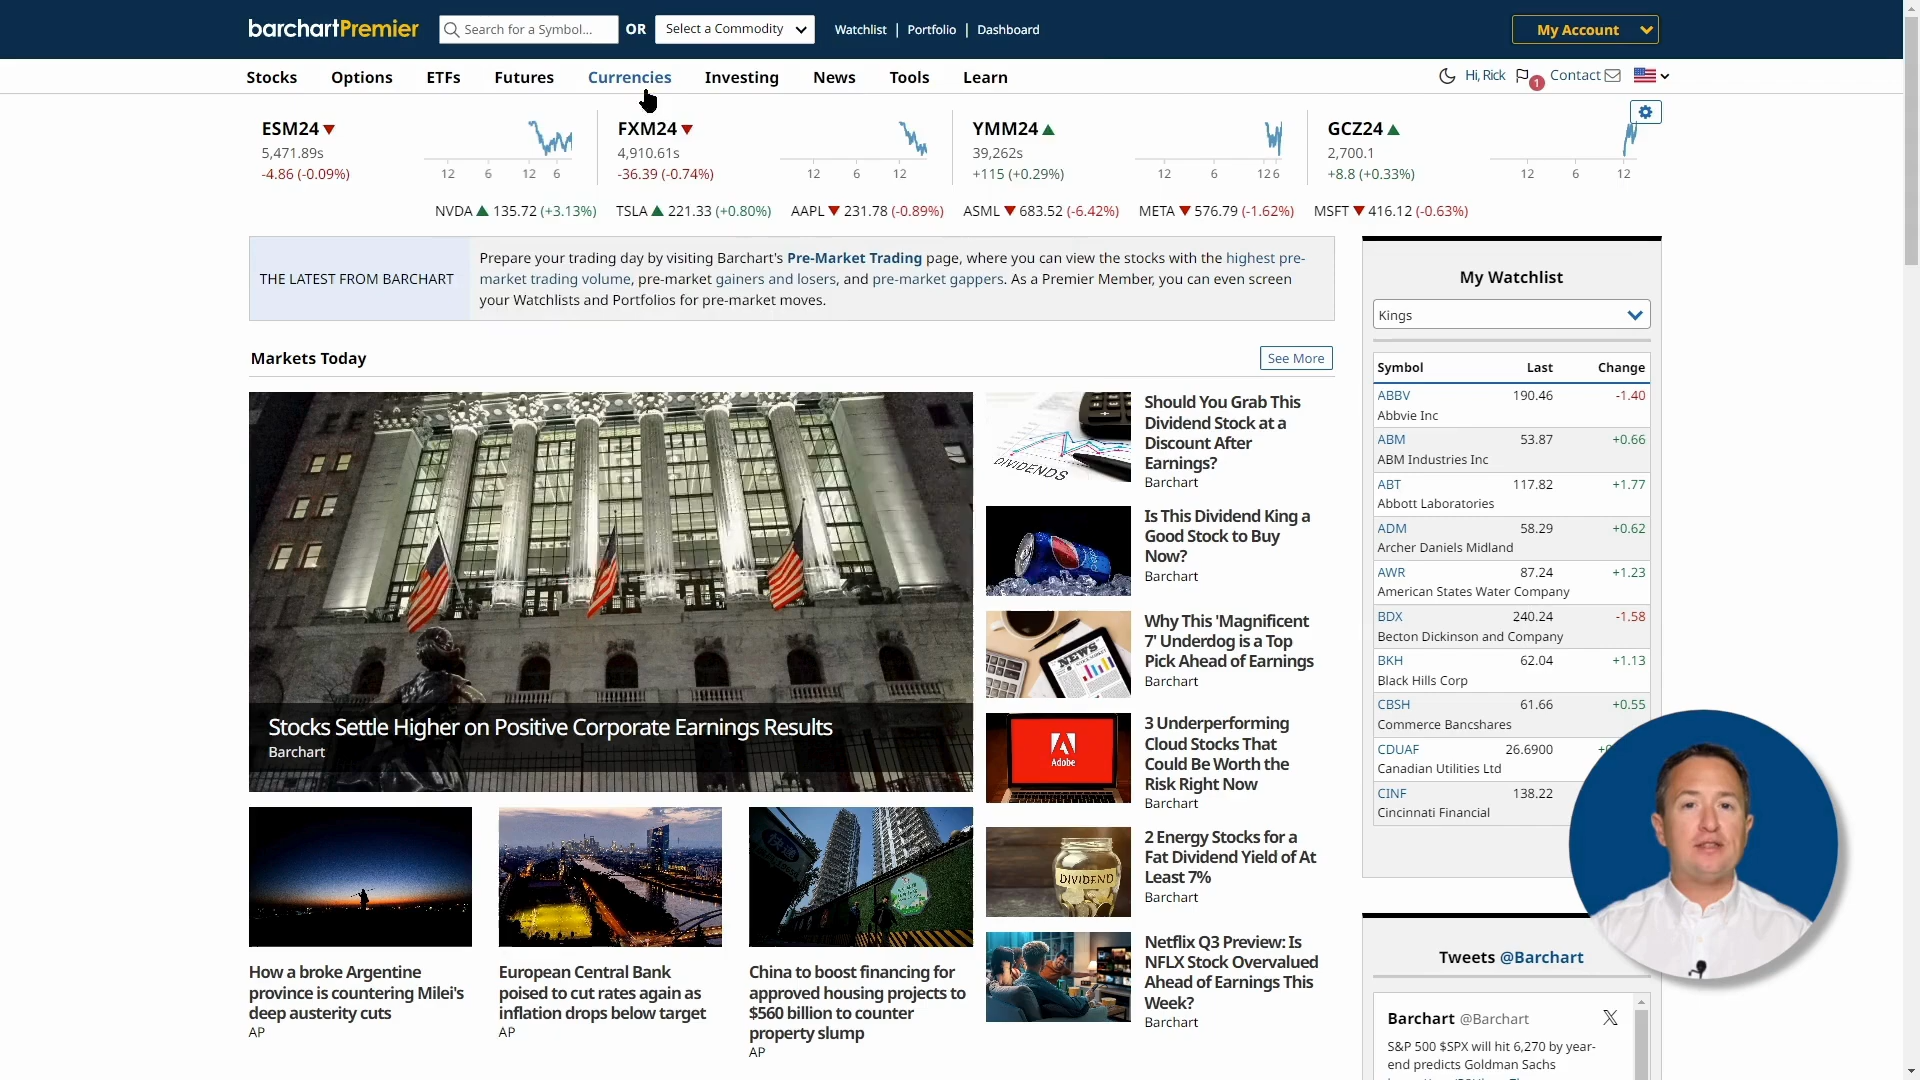 barchartPremier
Search for a Symbol...
OR
Select a Commodity
Watchlist | Portfolio | Dashboard
My Account
Stocks Options ETFs Futures Currencies Investing News Tools Learn
Hi, Rick
1
Contact
ESM24
5,471.89s
-4.86 (-0.09%)
12 6 12 6
FXM24
4,910.61s
-36.39 (-0.74%)
12 6 12
YMM24
39,262s
+115 (+0.29%)
12 6 12 6
GCZ24
2,700.1
+8.8 (+0.33%)
12 6 12
NVDA 135.72 (+3.13%) TSLA 221.33 (+0.80%) AAPL 231.78 (-0.89%) ASML 683.52 (-6.42%) META 576.79 (-1.62%) MSFT 416.12 (-0.63%)
THE LATEST FROM BARCHART
Prepare your trading day by visiting Barchart's Pre-Market Trading page, where you can view the stocks with the highest pre-
market trading volume, pre-market gainers and losers, and pre-market gappers. As a Premier Member, you can even screen
your Watchlists and Portfolios for pre-market moves.
Markets Today
See More
Stocks Settle Higher on Positive Corporate Earnings Results
Barchart
How a broke Argentine
province is countering Milei's
deep austerity cuts
AP
European Central Bank
poised to cut rates again as
inflation drops below target
AP
China to boost financing for
approved housing projects to
$560 billion to counter
property slump
AP
DIVIDENDS
Should You Grab This
Dividend Stock at a
Discount After
Earnings?
Barchart
Is This Dividend King a
Good Stock to Buy
Now?
Barchart
NEWS
Why This 'Magnificent
7' Underdog is a Top
Pick Ahead of Earnings
Barchart
Adobe
3 Underperforming
Cloud Stocks That
Could Be Worth the
Risk Right Now
Barchart
DIVIDEND
2 Energy Stocks for a
Fat Dividend Yield of At
Least 7%
Barchart
Netflix Q3 Preview: Is
NFLX Stock Overvalued
Ahead of Earnings This
Week?
Barchart
My Watchlist
Kings
Symbol Last Change
ABBV 190.46 -1.40
Abbvie Inc
ABM 53.87 +0.66
ABM Industries Inc
ABT 117.82 +1.77
Abbott Laboratories
ADM 58.29 +0.62
Archer Daniels Midland
AWR 87.24 +1.23
American States Water Company
BDX 240.24 -1.58
Becton Dickinson and Company
BKH 62.04 +1.13
Black Hills Corp
CBSH 61.66 +0.55
Commerce Bancshares
CDUAF 26.6900
Canadian Utilities Ltd
CINF 138.22
Cincinnati Financial
Tweets @Barchart
Barchart @Barchart
S&P 500 $SPX will hit 6,270 by year-
end predicts Goldman Sachs